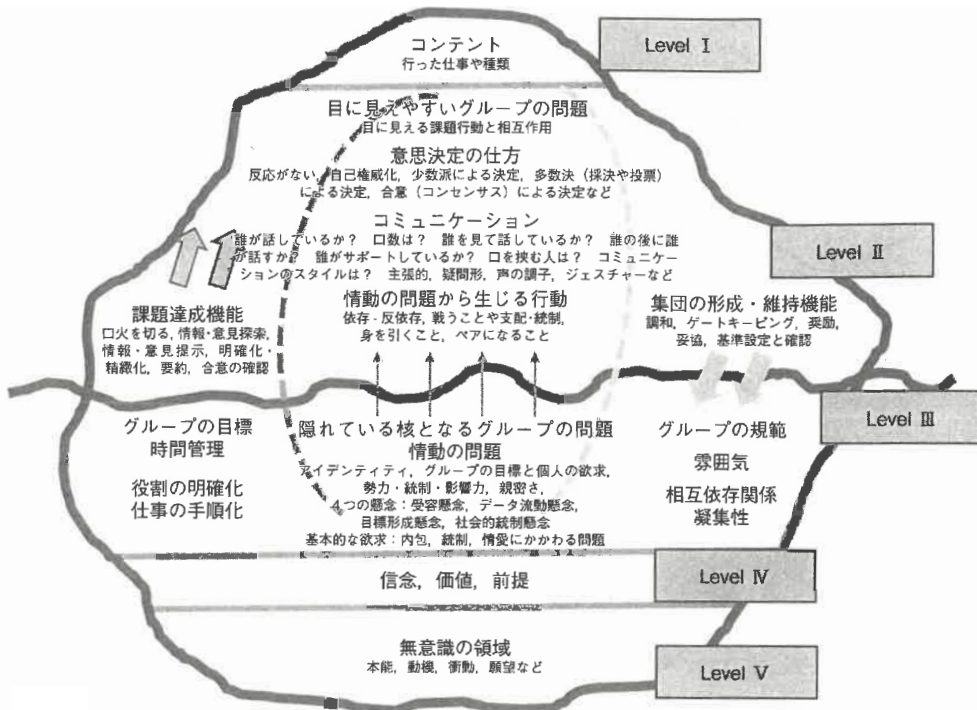 コンテント
行った仕事や種類
Level Ⅰ
目に見えやすいグループの問題
目に見える課題行動と相互作用
意思決定の仕方
反応がない，自己権威化，少数派による決定，多数決（採決や投票）
による決定，合意（コンセンサス）による決定など
コミュニケーション
誰が話しているか？　口数は？　誰を見て話しているか？　誰の後に誰
が話すか？　誰がサポートしているか？　口を挟む人は？　コミュニケー
ションのスタイルは？　主張的，疑問形，声の調子，ジェスチャーなど
Level Ⅱ
課題達成機能
口火を切る，情報・意見探索，
情報・意見提示，明確化・
精緻化，要約，合意の確認
情動の問題から生じる行動
依存‐反依存，戦うことや支配・統制，
身を引くこと，ペアになること
集団の形成・維持機能
調和，ゲートキーピング，奨励，
妥協，基準設定と確認
Level Ⅲ
グループの目標
時間管理
役割の明確化
仕事の手順化
隠れている核となるグループの問題
情動の問題
アイデンティティ，グループの目標と個人の欲求，
勢力・統制・影響力，親密さ，
4つの懸念：受容懸念，データ流動懸念，
目標形成懸念，社会的統制懸念
基本的な欲求：内包，統制，情愛にかかわる問題
グループの規範
雰囲気
相互依存関係
凝集性
信念，価値，前提
Level Ⅳ
無意識の領域
本能，動機，衝動，願望など
Level Ⅴ